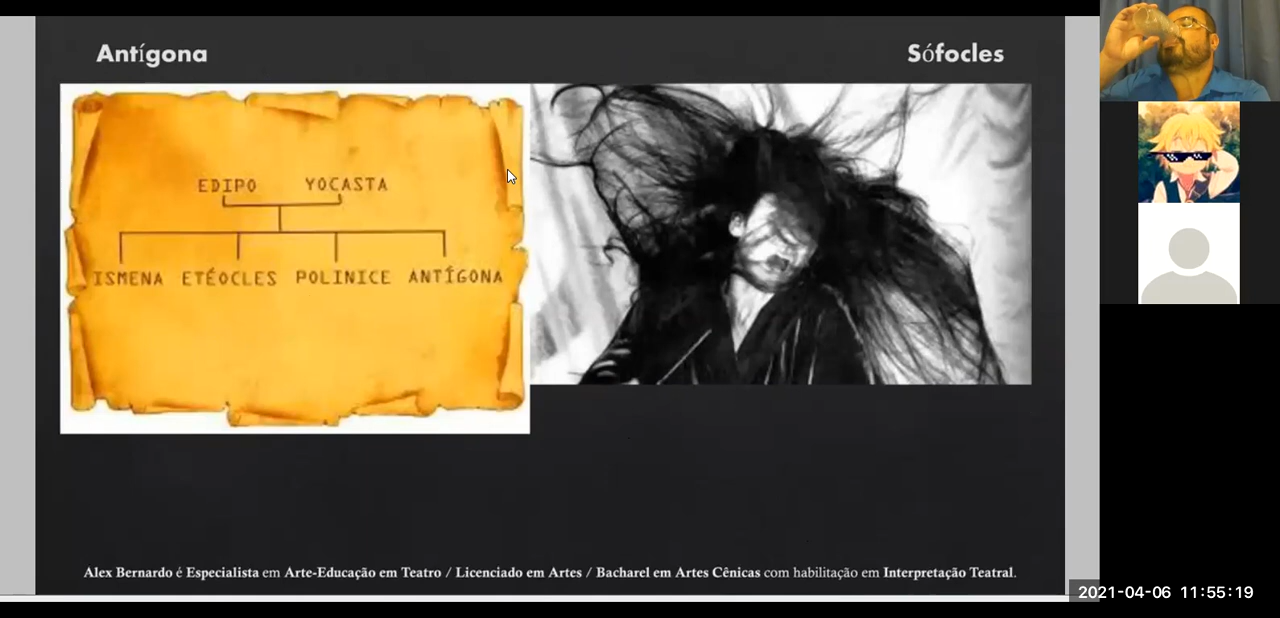 Antígona
Sófocles
EDIPO YOCASTA
ISMENA ETÉOCLES POLINICE ANTÍGONA
Alex Bernardo é Especialista em Arte-Educação em Teatro / Licenciado em Artes / Bacharel em Artes Cênicas com habilitação em Interpretação Teatral.
2021-04-06 11:55:19